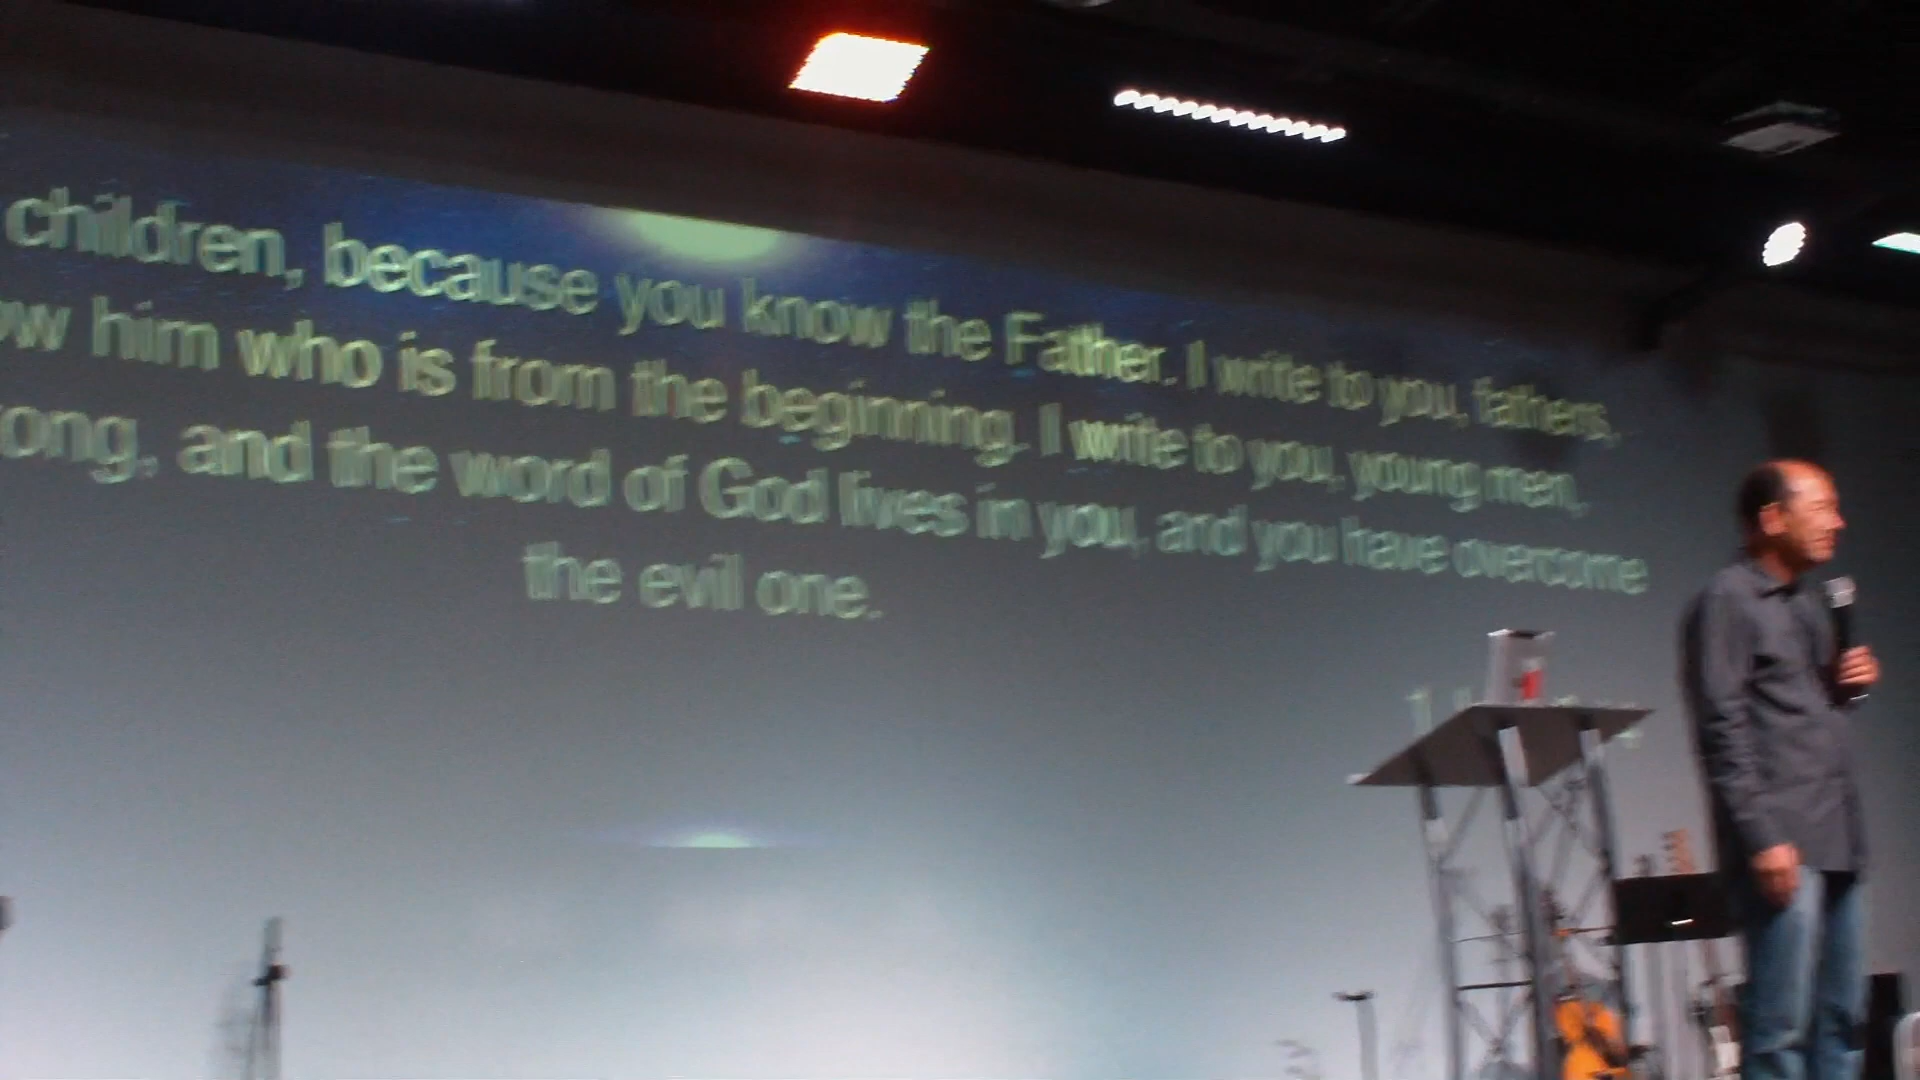 children, because you know the Father. I write to you, fathers,
him who is from the beginning. I write to you, young men,
and the word of God lives in you, and you have overcome
the evil one.